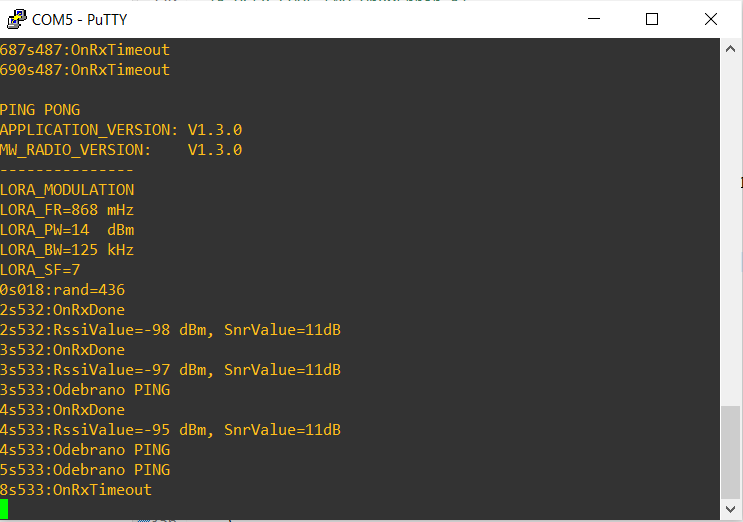 COM5 - PuTTY
687s487:OnRxTimeout
690s487:OnRxTimeout
PING PONG
APPLICATION_VERSION: V1.3.0
MW_RADIO_VERSION:    V1.3.0
---------------
LORA_MODULATION
LORA_FR=868 mHz
LORA_PW=14  dBm
LORA_BW=125 kHz
LORA_SF=7
0s018:rand=436
2s532:OnRxDone
2s532:RssiValue=-98 dBm, SnrValue=11dB
3s532:OnRxDone
3s533:RssiValue=-97 dBm, SnrValue=11dB
3s533:Odebrano PING
4s533:OnRxDone
4s533:RssiValue=-95 dBm, SnrValue=11dB
4s533:Odebrano PING
5s533:Odebrano PING
8s533:OnRxTimeout